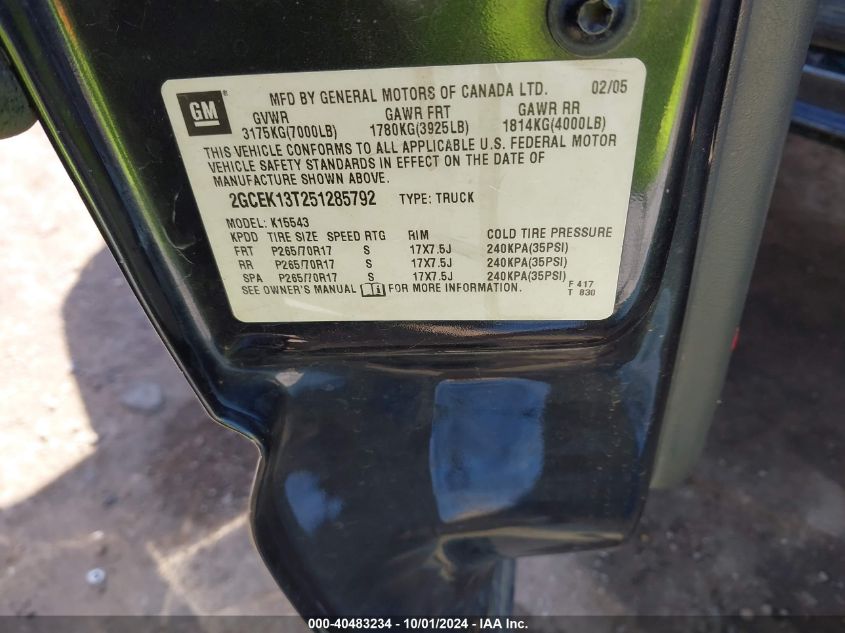 GM
MFD BY GENERAL MOTORS OF CANADA LTD. 02/05
GVWR GAWR FRT GAWR RR
3175KG(7000LB) 1780KG(3925LB) 1814KG(4000LB)
THIS VEHICLE CONFORMS TO ALL APPLICABLE U.S. FEDERAL MOTOR
VEHICLE SAFETY STANDARDS IN EFFECT ON THE DATE OF
MANUFACTURE SHOWN ABOVE.
2GCEK13T251285792 TYPE: TRUCK
MODEL: K15543
KPDD TIRE SIZE SPEED RTG RIM COLD TIRE PRESSURE
FRT P265/70R17 S 17X7.5J 240KPA(35PSI)
RR P265/70R17 S 17X7.5J 240KPA(35PSI)
SPA P265/70R17 S 17X7.5J 240KPA(35PSI)
SEE OWNER'S MANUAL FOR MORE INFORMATION.
F 417
T 830
000-40483234 - 10/01/2024 - IAA Inc.